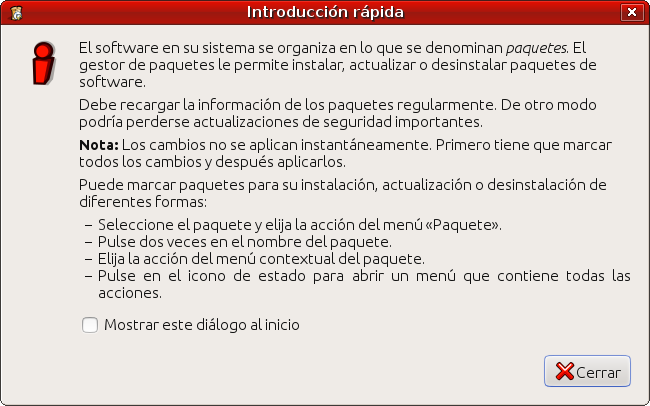 Introducción rápida
El software en su sistema se organiza en lo que se denominan paquetes. El
gestor de paquetes le permite instalar, actualizar o desinstalar paquetes de
software.
Debe recargar la información de los paquetes regularmente. De otro modo
podría perderse actualizaciones de seguridad importantes.
Nota: Los cambios no se aplican instantáneamente. Primero tiene que marcar
todos los cambios y después aplicarlos.
Puede marcar paquetes para su instalación, actualización o desinstalación de
diferentes formas:
– Seleccione el paquete y elija la acción del menú «Paquete».
– Pulse dos veces en el nombre del paquete.
– Elija la acción del menú contextual del paquete.
– Pulse en el icono de estado para abrir un menú que contiene todas las
acciones.
Mostrar este diálogo al inicio
Cerrar